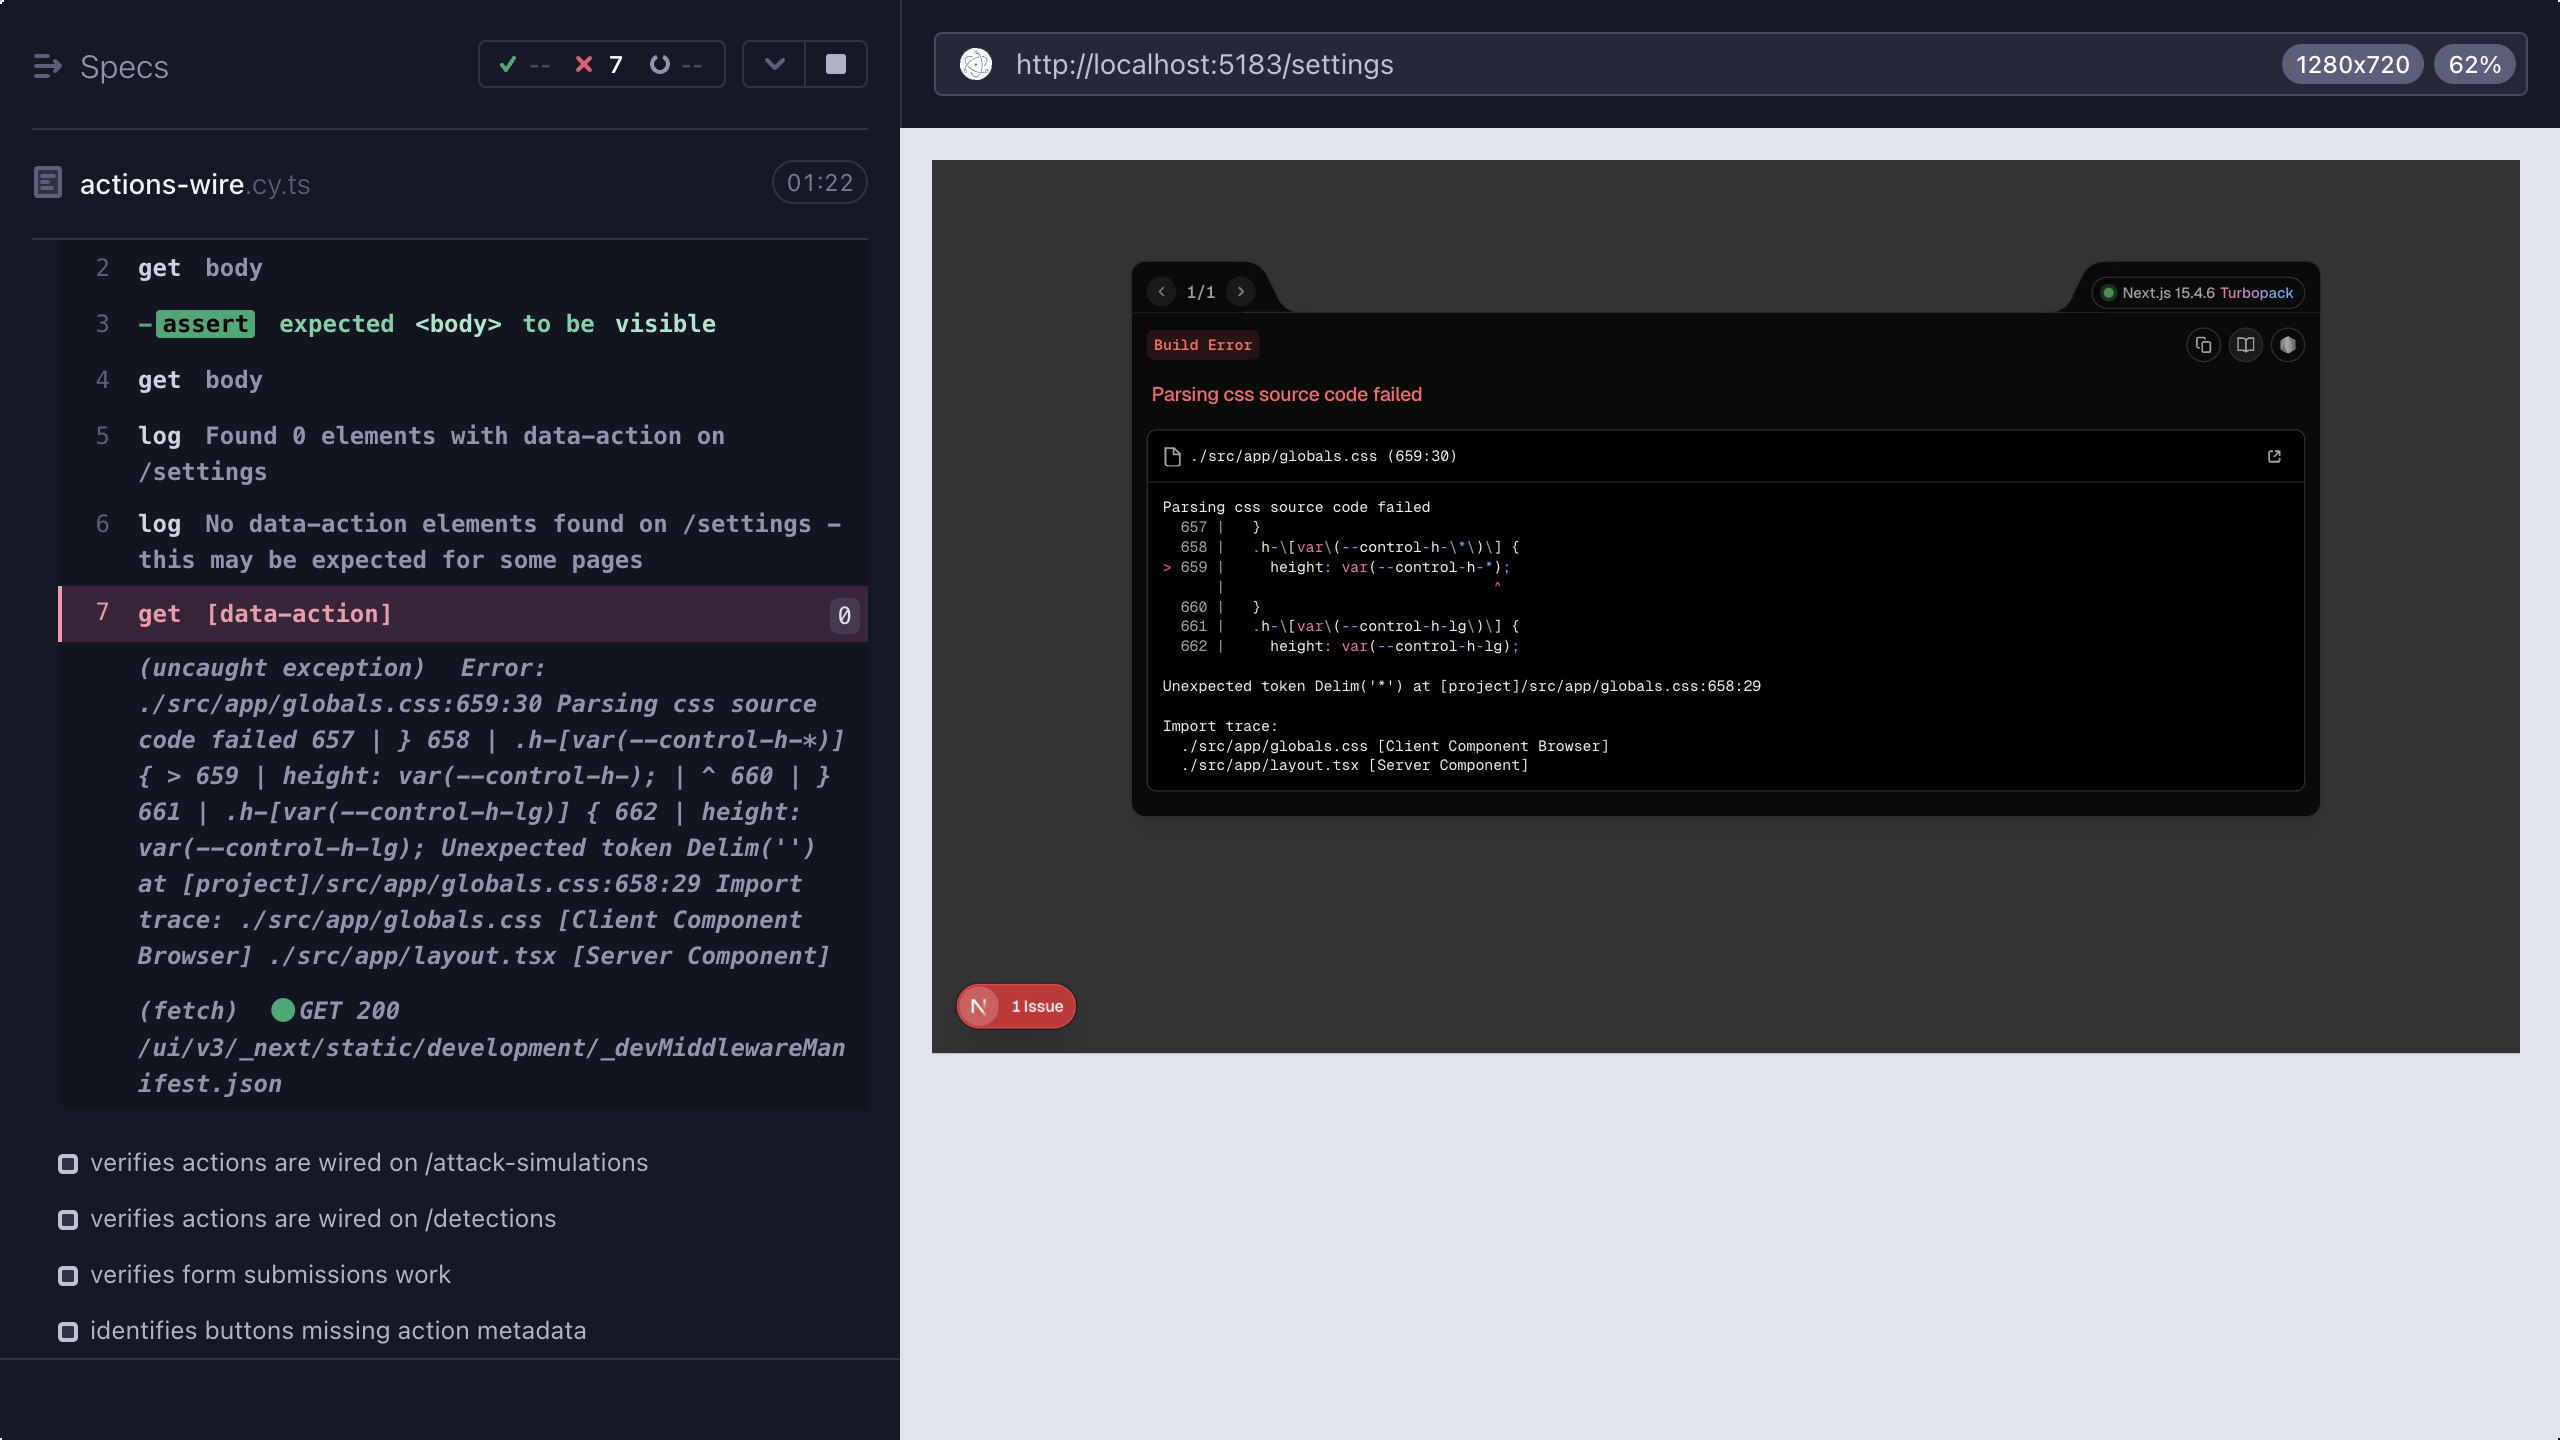 Specs
--
7
--
actions-wire.cy.ts
01:22
2 get body
3 -assert expected <body> to be visible
4 get body
5 log Found 0 elements with data-action on
/settings
6 log No data-action elements found on /settings -
this may be expected for some pages
7 get [data-action]
0
(uncaught exception) Error:
./src/app/globals.css:659:30 Parsing css source
code failed 657 | } 658 | .h-[var(--control-h-*)]
{ > 659 | height: var(--control-h-); | ^ 660 | }
661 | .h-[var(--control-h-lg)] { 662 | height:
var(--control-h-lg); Unexpected token Delim('')
at [project]/src/app/globals.css:658:29 Import
trace: ./src/app/globals.css [Client Component
Browser] ./src/app/layout.tsx [Server Component]
(fetch) GET 200
/ui/v3/_next/static/development/_devMiddlewareMan
ifest.json
verifies actions are wired on /attack-simulations
verifies actions are wired on /detections
verifies form submissions work
identifies buttons missing action metadata
http://localhost:5183/settings
1280x720
62%
1/1
Next.js 15.4.6 Turbopack
Build Error
Parsing css source code failed
./src/app/globals.css (659:30)
Parsing css source code failed
657 | }
658 | .h-\[var\(--control-h-\*\)\] {
> 659 | height: var(--control-h-*);
| ^
660 | }
661 | .h-\[var\(--control-h-lg\)\] {
662 | height: var(--control-h-lg);
Unexpected token Delim('*') at [project]/src/app/globals.css:658:29
Import trace:
./src/app/globals.css [Client Component Browser]
./src/app/layout.tsx [Server Component]
N
1 Issue